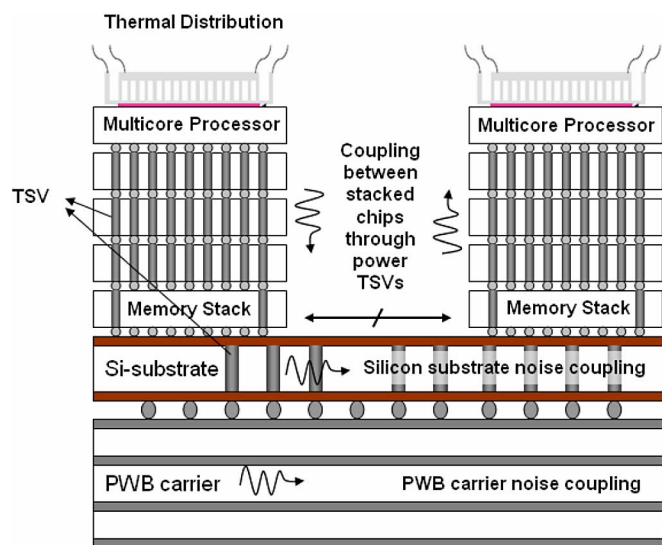 Thermal Distribution
Multicore Processor
Multicore Processor
Coupling
between
stacked
chips
through
power
TSVs
TSV
Memory Stack
Memory Stack
Si-substrate
Silicon substrate noise coupling
PWB carrier
PWB carrier noise coupling